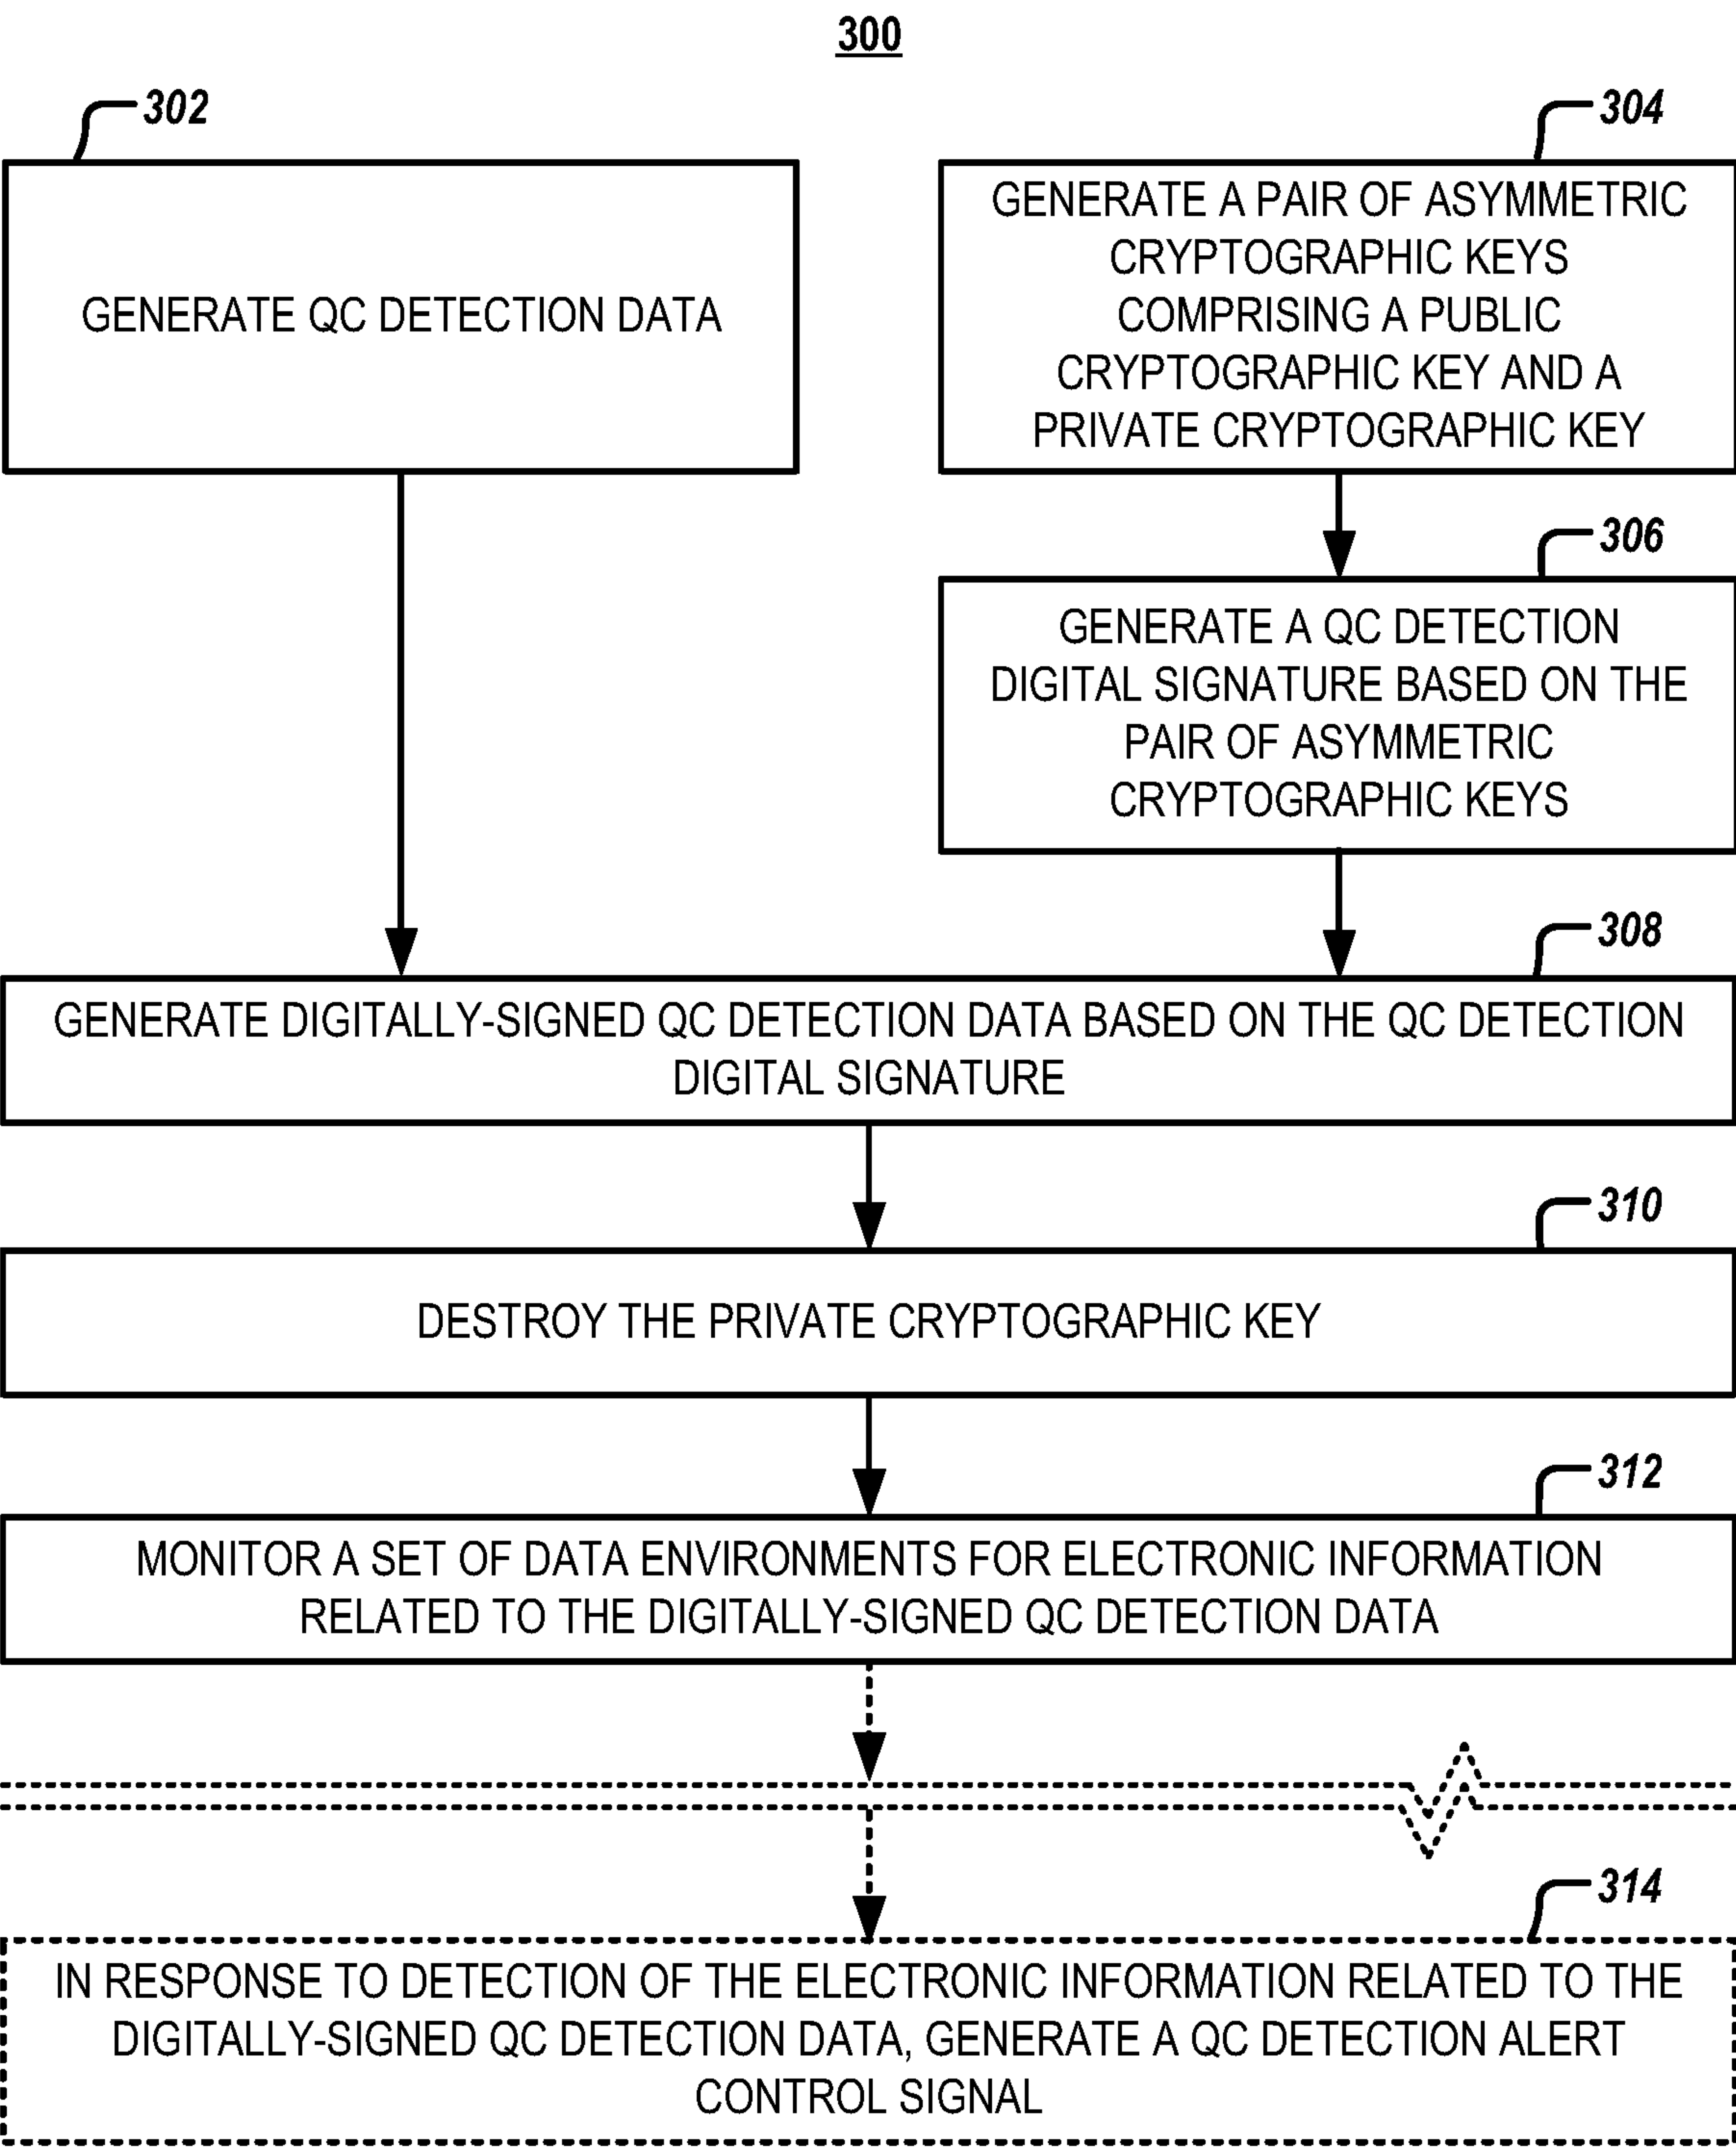 300
302
GENERATE QC DETECTION DATA
304
GENERATE A PAIR OF ASYMMETRIC
CRYPTOGRAPHIC KEYS
COMPRISING A PUBLIC
CRYPTOGRAPHIC KEY AND A
PRIVATE CRYPTOGRAPHIC KEY
306
GENERATE A QC DETECTION
DIGITAL SIGNATURE BASED ON THE
PAIR OF ASYMMETRIC
CRYPTOGRAPHIC KEYS
308
GENERATE DIGITALLY-SIGNED QC DETECTION DATA BASED ON THE QC DETECTION
DIGITAL SIGNATURE
310
DESTROY THE PRIVATE CRYPTOGRAPHIC KEY
312
MONITOR A SET OF DATA ENVIRONMENTS FOR ELECTRONIC INFORMATION
RELATED TO THE DIGITALLY-SIGNED QC DETECTION DATA
314
IN RESPONSE TO DETECTION OF THE ELECTRONIC INFORMATION RELATED TO THE
DIGITALLY-SIGNED QC DETECTION DATA, GENERATE A QC DETECTION ALERT
CONTROL SIGNAL